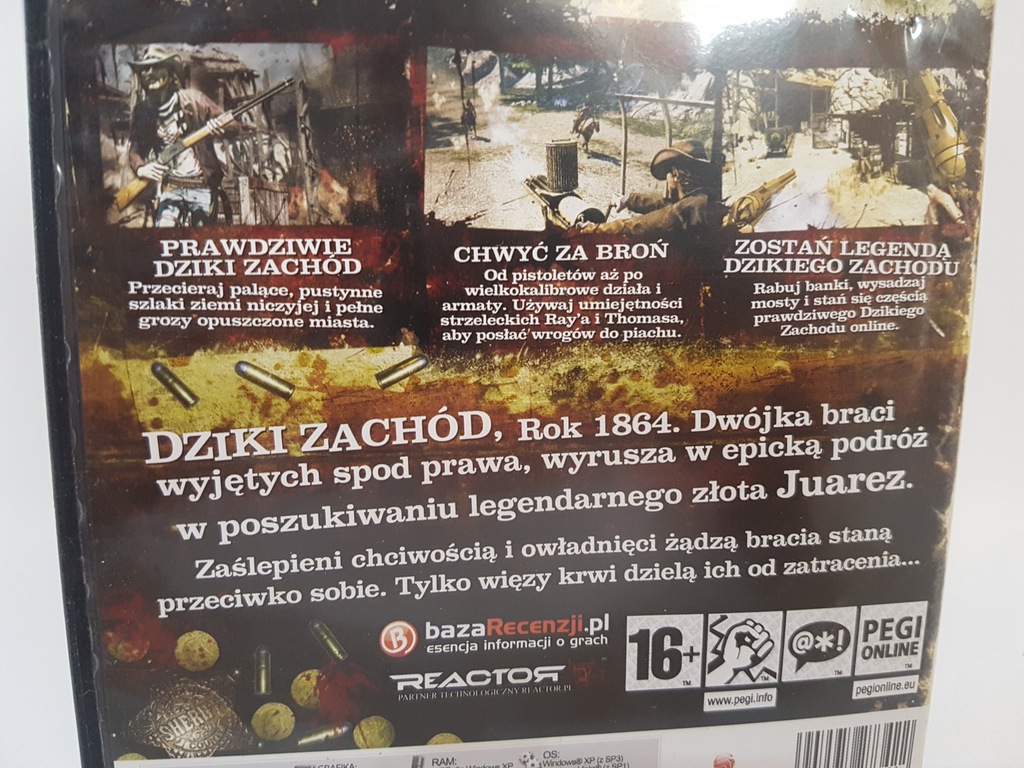 PRAWDZIWIE
DZIKI ZACHÓD
Przecieraj palące, pustynne
szlaki ziemi niczyjej i pełne
grozy opuszczone miasta.
CHWYĆ ZA BROŃ
Od pistoletów aż po
wielkokalibrowe działa i
armaty. Używaj umiejętności
strzeleckich Ray'a i Thomasa,
aby posłać wrogów do piachu.
ZOSTAŃ LEGENDĄ
DZIKIEGO ZACHODU
Rabuj banki, wysadzaj
mosty i stań się częścią
prawdziwego Dzikiego
Zachodu online.
DZIKI ZACHÓD, Rok 1864. Dwójka braci
wyjętych spod prawa, wyrusza w epicką podróż
w poszukiwaniu legendarnego złota Juarez.
Zaślepieni chciwością i owładnięci żądzą bracia staną
przeciwko sobie. Tylko więzy krwi dzielą ich od zatracenia...
B bazaRecenzji.pl
esencja informacji o grach
REACTOR
PARTNER TECHNOLOGICZNY REACTOR.PL
16+
TM
www.pegi.info
@*!
PEGI
ONLINE
pegionline.eu
SHERI
GRAFIKA:
RAM:
Windows XP
OS:
Windows® XP (z SP3)